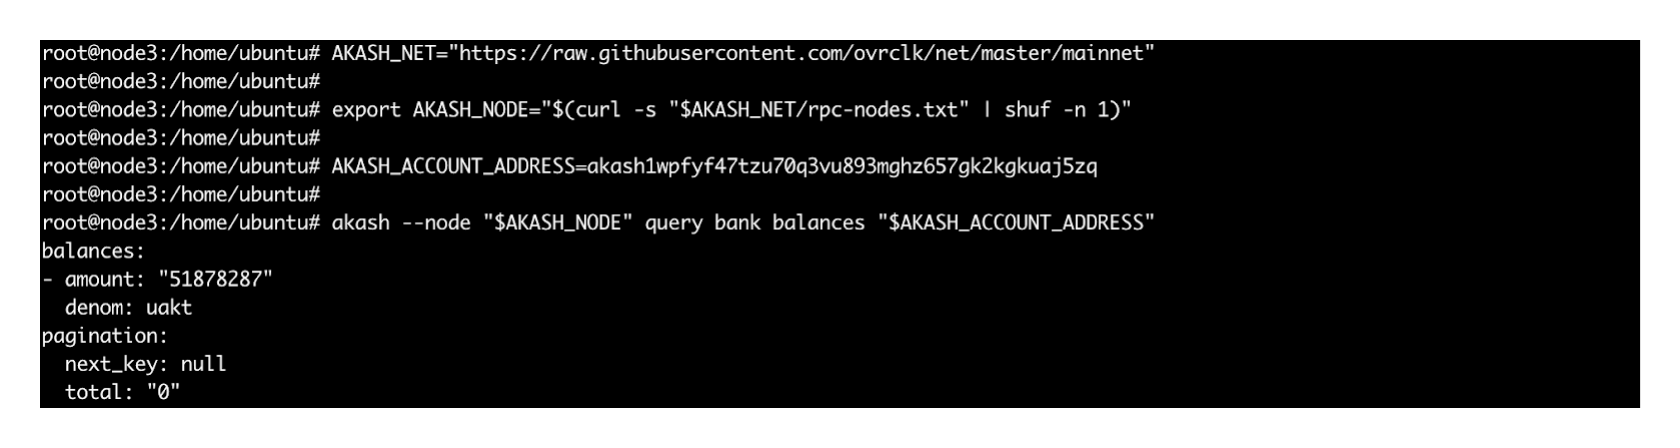 root@node3:/home/ubuntu# AKASH_NET="https://raw.githubusercontent.com/ovrclk/net/master/mainnet"
root@node3:/home/ubuntu#
root@node3:/home/ubuntu# export AKASH_NODE="$(curl -s "$AKASH_NET/rpc-nodes.txt" | shuf -n 1)"
root@node3:/home/ubuntu#
root@node3:/home/ubuntu# AKASH_ACCOUNT_ADDRESS=akash1wpfyf47tzu70q3vu893mghz657gk2kgkuaj5zq
root@node3:/home/ubuntu#
root@node3:/home/ubuntu# akash --node "$AKASH_NODE" query bank balances "$AKASH_ACCOUNT_ADDRESS"
balances:
- amount: "51878287"
  denom: uakt
pagination:
  next_key: null
  total: "0"